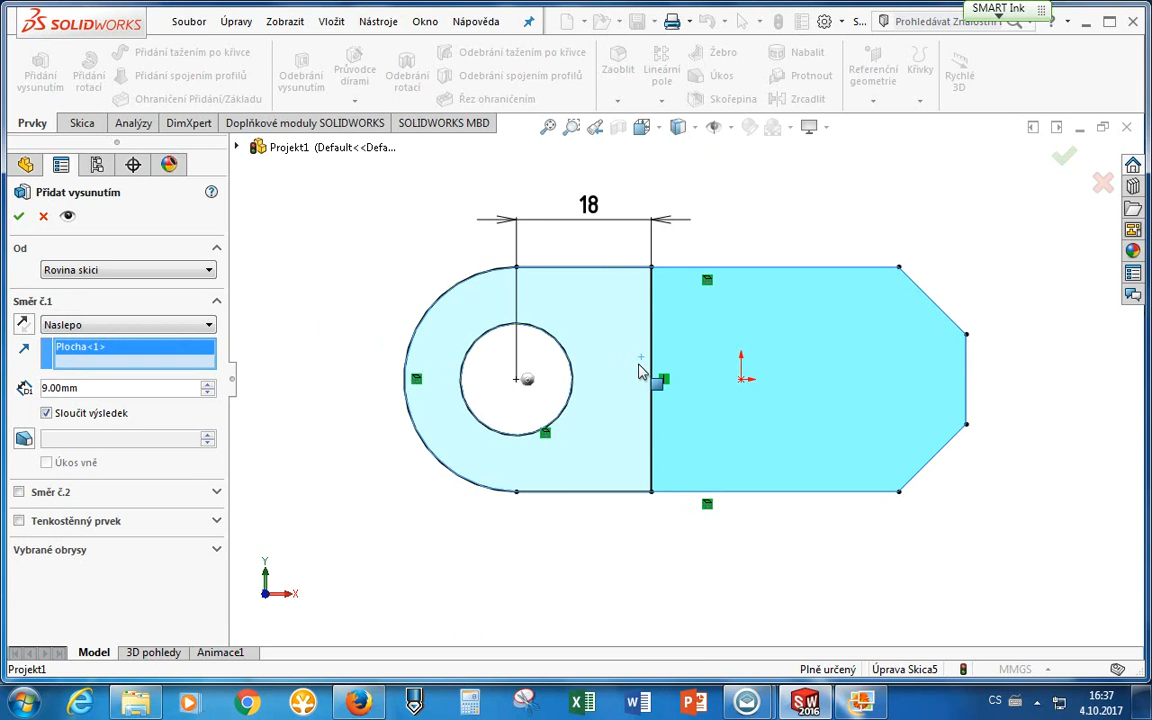 SMART Ink
SOLIDWORKS
Soubor Úpravy Zobrazit Vložit Nástroje Okno Nápověda
S...
Prohledávat Znalostní
Přidání vysunutím
Přidání rotací
Přidání tažením po křivce
Přidání spojením profilů
Ohraničení Přidání/Základu
Odebrání vysunutím
Průvodce dírami
Odebrání rotací
Odebrání tažením po křivce
Odebrání spojením profilů
Řez ohraničením
Zaoblit
Lineární pole
Žebro
Úkos
Skořepina
Nabalit
Protnout
Zrcadlit
Referenční geometrie
Křivky
Rychlé 3D
Prvky Skica Analýzy DimXpert Doplňkové moduly SOLIDWORKS SOLIDWORKS MBD
Projekt1 (Default<<Defa...
Přidat vysunutím
Od
Rovina skici
Směr č.1
Naslepo
Plocha<1>
9.00mm
Sloučit výsledek
Úkos vně
Směr č.2
Tenkostěnný prvek
Vybrané obrysy
18
Y
X
Model 3D pohledy Animace1
Projekt1 Plně určený Úprava Skica5 MMGS
SW 2016
CS
16:37
4.10.2017